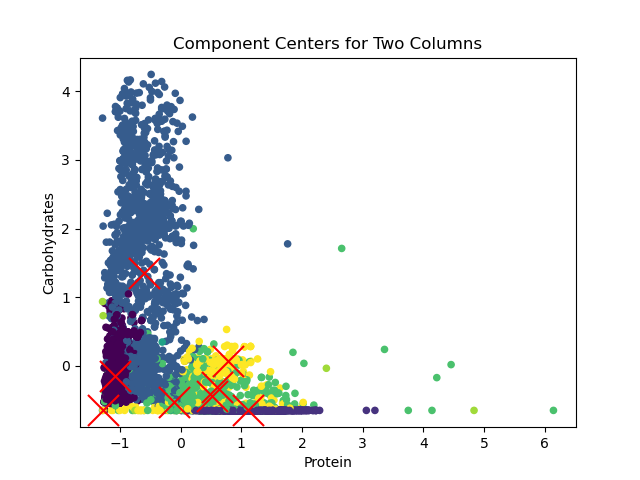 Component Centers for Two Columns
Carbohydrates
4
3
2
1
0
−1 0 1 2 3 4 5 6
Protein